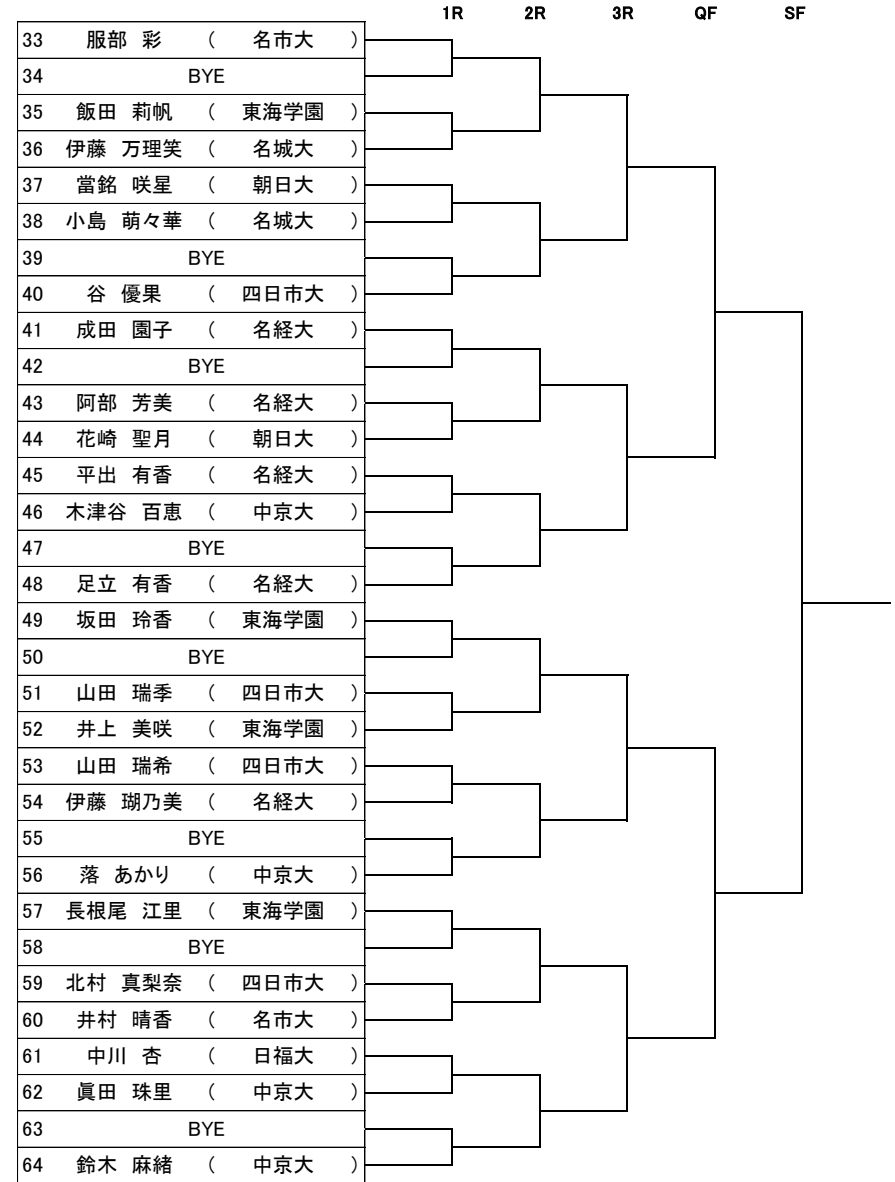 1R 2R 3R QF SF
33 服部 彩 ( 名市大 )
34 BYE
35 飯田 莉帆 ( 東海学園 )
36 伊藤 万理笑 ( 名城大 )
37 當銘 咲星 ( 朝日大 )
38 小島 萌々華 ( 名城大 )
39 BYE
40 谷 優果 ( 四日市大 )
41 成田 園子 ( 名経大 )
42 BYE
43 阿部 芳美 ( 名経大 )
44 花崎 聖月 ( 朝日大 )
45 平出 有香 ( 名経大 )
46 木津谷 百恵 ( 中京大 )
47 BYE
48 足立 有香 ( 名経大 )
49 坂田 玲香 ( 東海学園 )
50 BYE
51 山田 瑞季 ( 四日市大 )
52 井上 美咲 ( 東海学園 )
53 山田 瑞希 ( 四日市大 )
54 伊藤 瑚乃美 ( 名経大 )
55 BYE
56 落 あかり ( 中京大 )
57 長根尾 江里 ( 東海学園 )
58 BYE
59 北村 真梨奈 ( 四日市大 )
60 井村 晴香 ( 名市大 )
61 中川 杏 ( 日福大 )
62 眞田 珠里 ( 中京大 )
63 BYE
64 鈴木 麻緒 ( 中京大 )